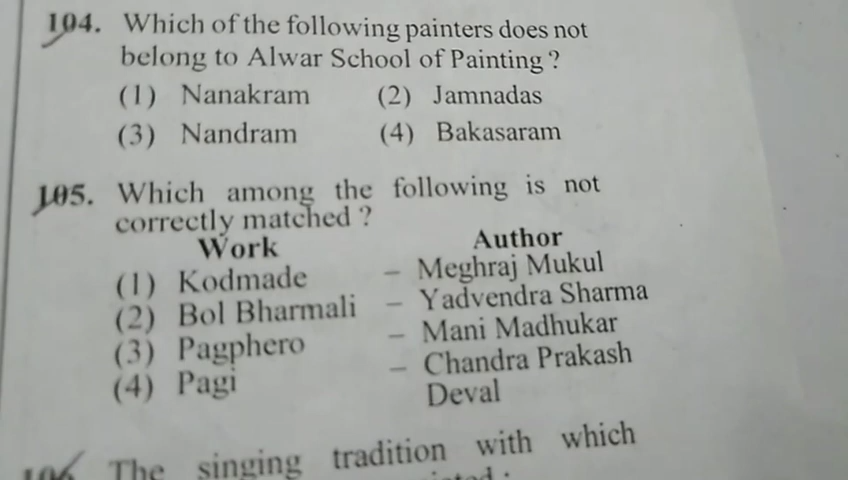 104. Which of the following painters does not
belong to Alwar School of Painting ?
(1) Nanakram (2) Jamnadas
(3) Nandram (4) Bakasaram
105. Which among the following is not
correctly matched ?
Work Author
(1) Kodmade – Meghraj Mukul
(2) Bol Bharmali – Yadvendra Sharma
(3) Pagphero – Mani Madhukar
(4) Pagi – Chandra Prakash
Deval
106 The singing tradition with which